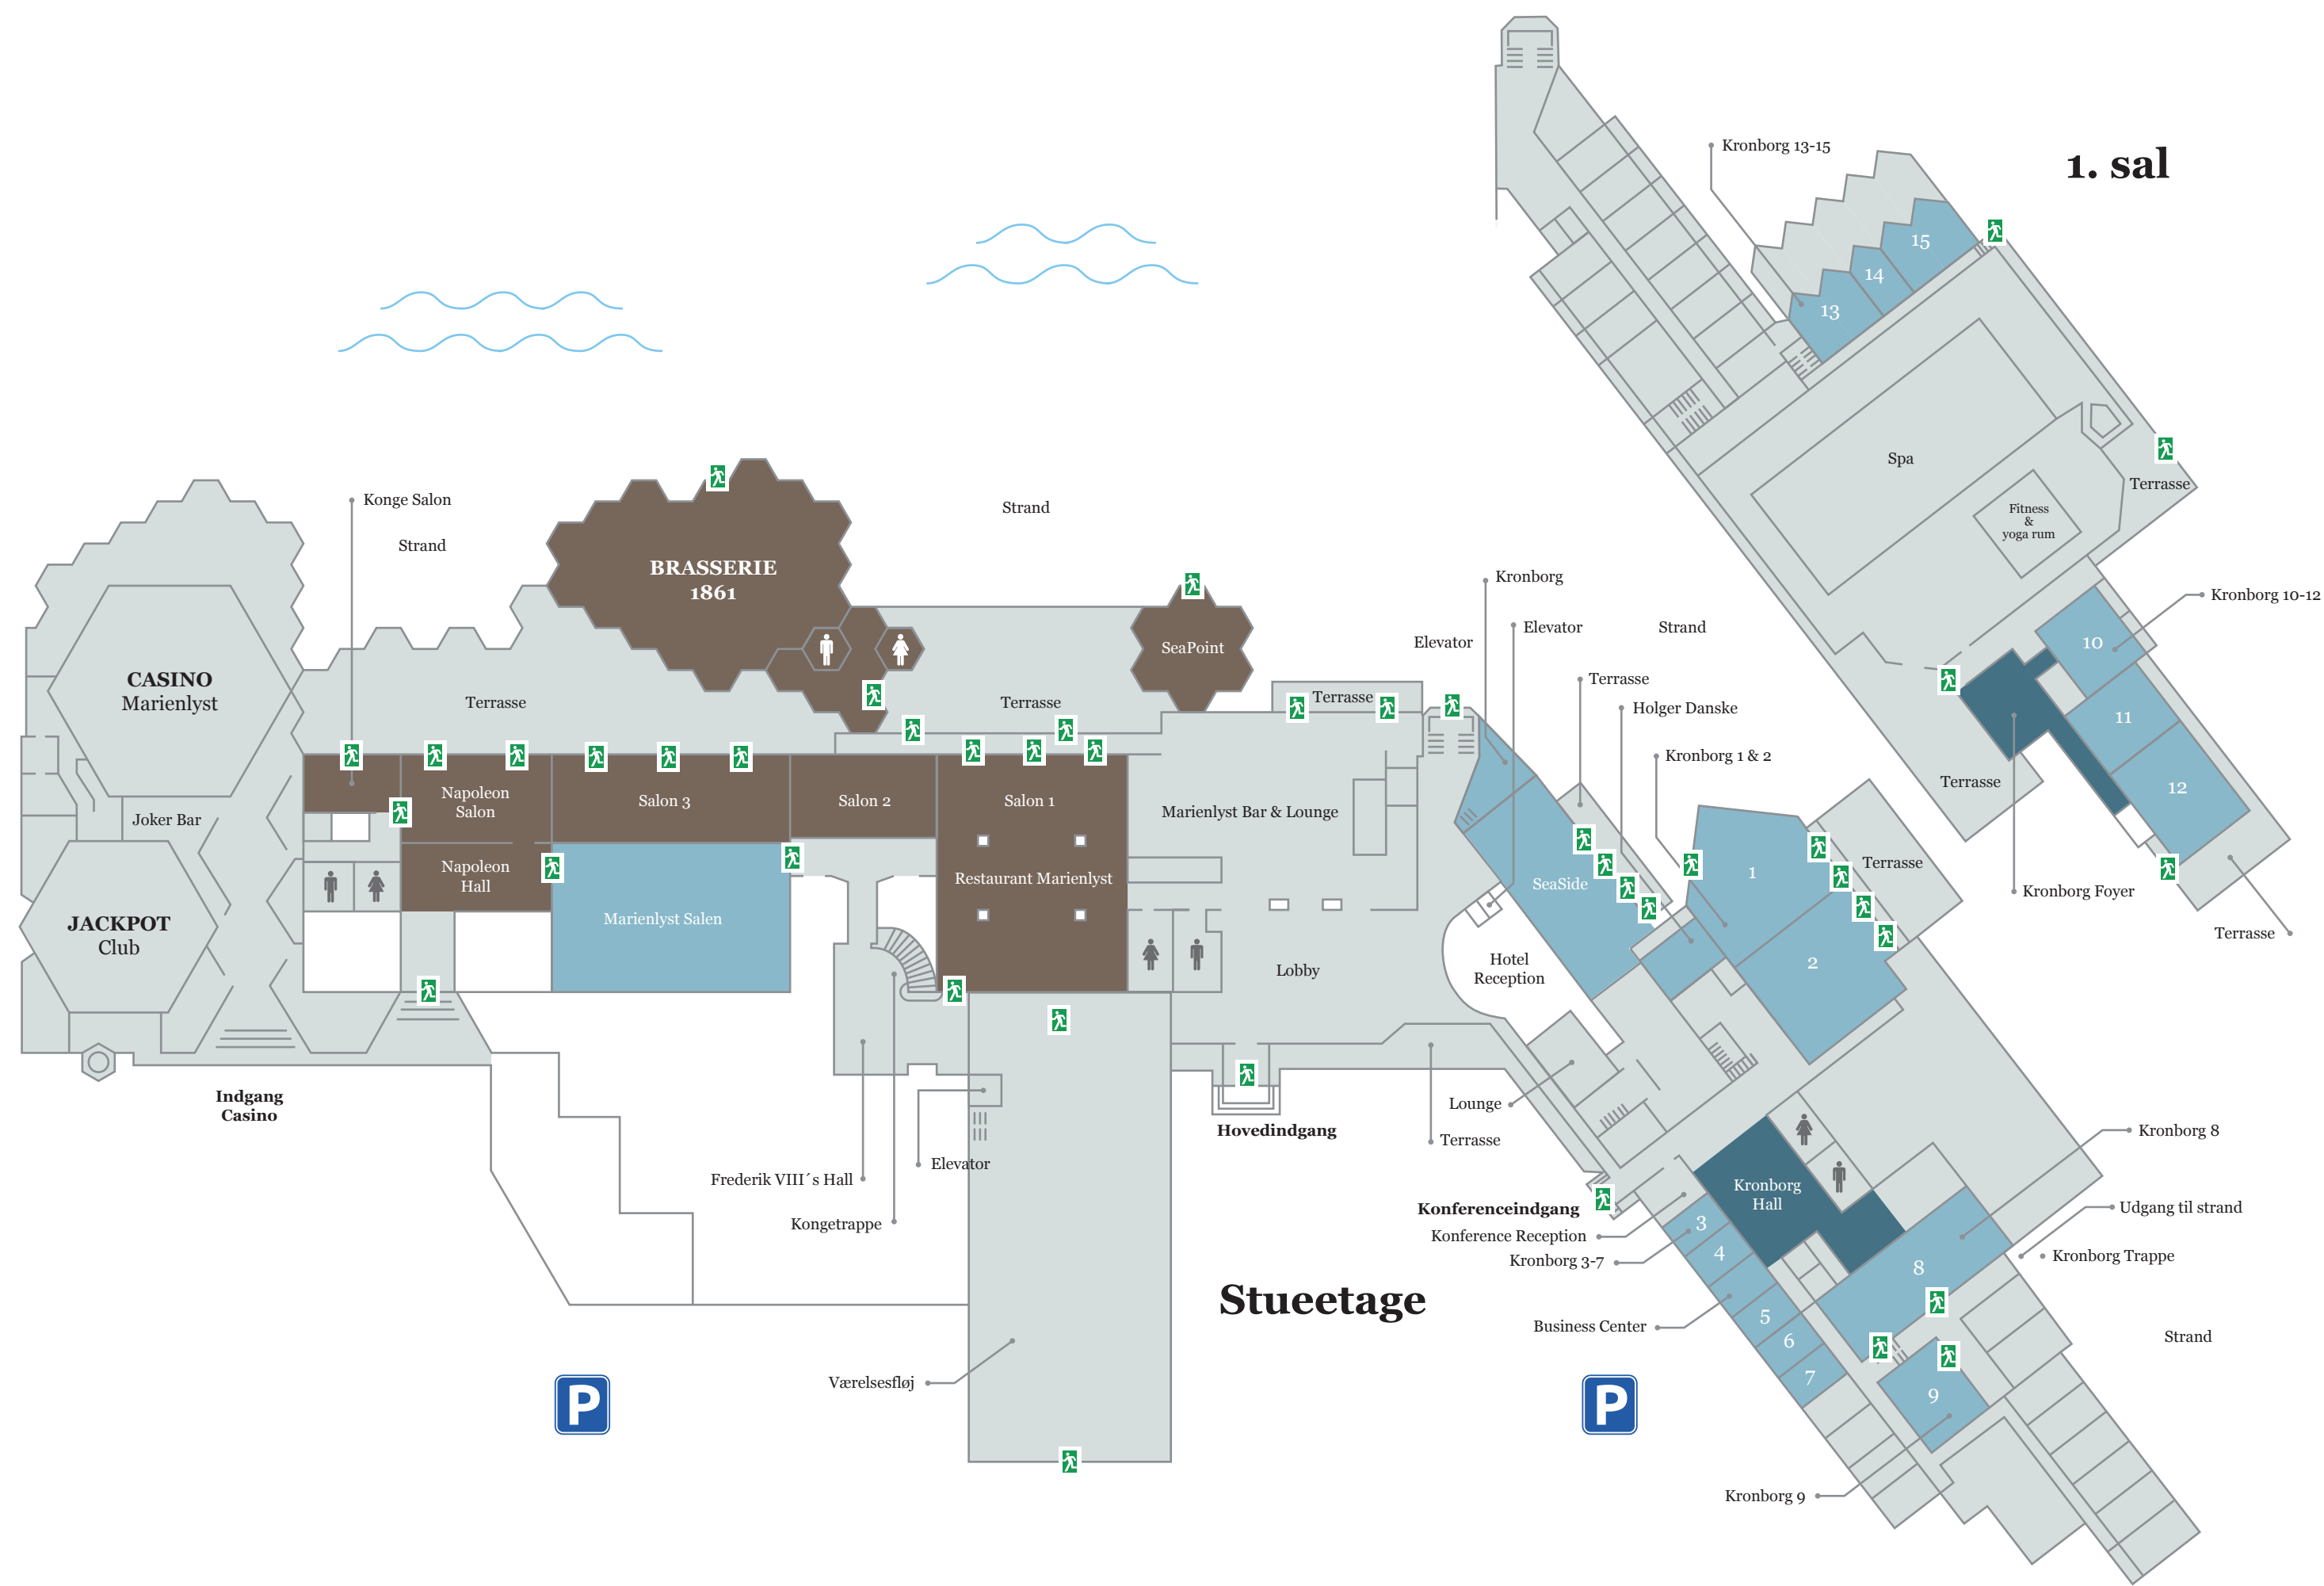 1. sal
Kronborg 13-15
15
14
13
Spa
Terrasse
Fitness
&
yoga rum
Kronborg 10-12
10
11
12
Terrasse
Kronborg Foyer
Terrasse
Konge Salon
Strand
Strand
BRASSERIE
1861
SeaPoint
CASINO
Marienlyst
Terrasse
Terrasse
Terrasse
Kronborg
Elevator
Elevator
Strand
Terrasse
Holger Danske
Kronborg 1 & 2
Joker Bar
Napoleon
Salon
Salon 3
Salon 2
Salon 1
Marienlyst Bar & Lounge
Napoleon
Hall
Restaurant Marienlyst
SeaSide
1
Terrasse
JACKPOT
Club
Marienlyst Salen
Lobby
Hotel
Reception
2
Indgang
Casino
Lounge
Hovedindgang
Terrasse
Elevator
Frederik VIII´s Hall
Kongetrappe
Kronborg
Hall
Kronborg 8
Konferenceindgang
Konference Reception
Kronborg 3-7
3
4
Udgang til strand
Kronborg Trappe
8
Stueetage
Business Center
5
6
7
Strand
Værelsesfløj
9
P
P
Kronborg 9